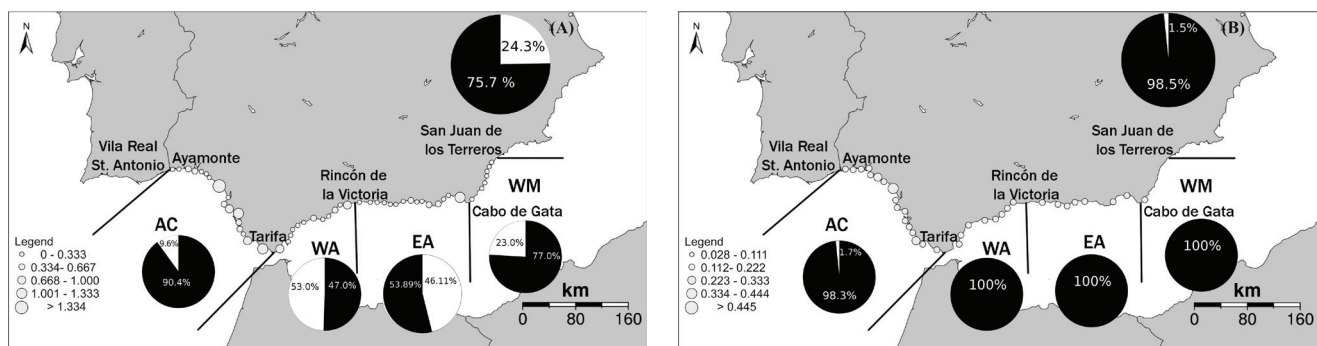 N
(A)
24.3%
75.7 %
San Juan de
los Terreros
Vila Real
St. Antonio
Ayamonte
Rincón de
la Victoria
WM
Cabo de Gata
AC
Tarifa
WA
EA
23.0%
77.0%
Legend
0 - 0.333
0.334-0.667
0.668 - 1.000
1.001 - 1.333
> 1.334
9.6%
90.4%
53.0%
47.0%
53.89%
46.11%
km
0 80 160
N
(B)
1.5%
98.5%
San Juan de
los Terreros
Vila Real
St. Antonio
Ayamonte
Rincón de
la Victoria
WM
Cabo de Gata
AC
Tarifa
WA
EA
100%
Legend
0.028 - 0.111
0.112- 0.222
0.223 - 0.333
0.334 - 0.444
> 0.445
1.7%
98.3%
100%
100%
km
0 80 160